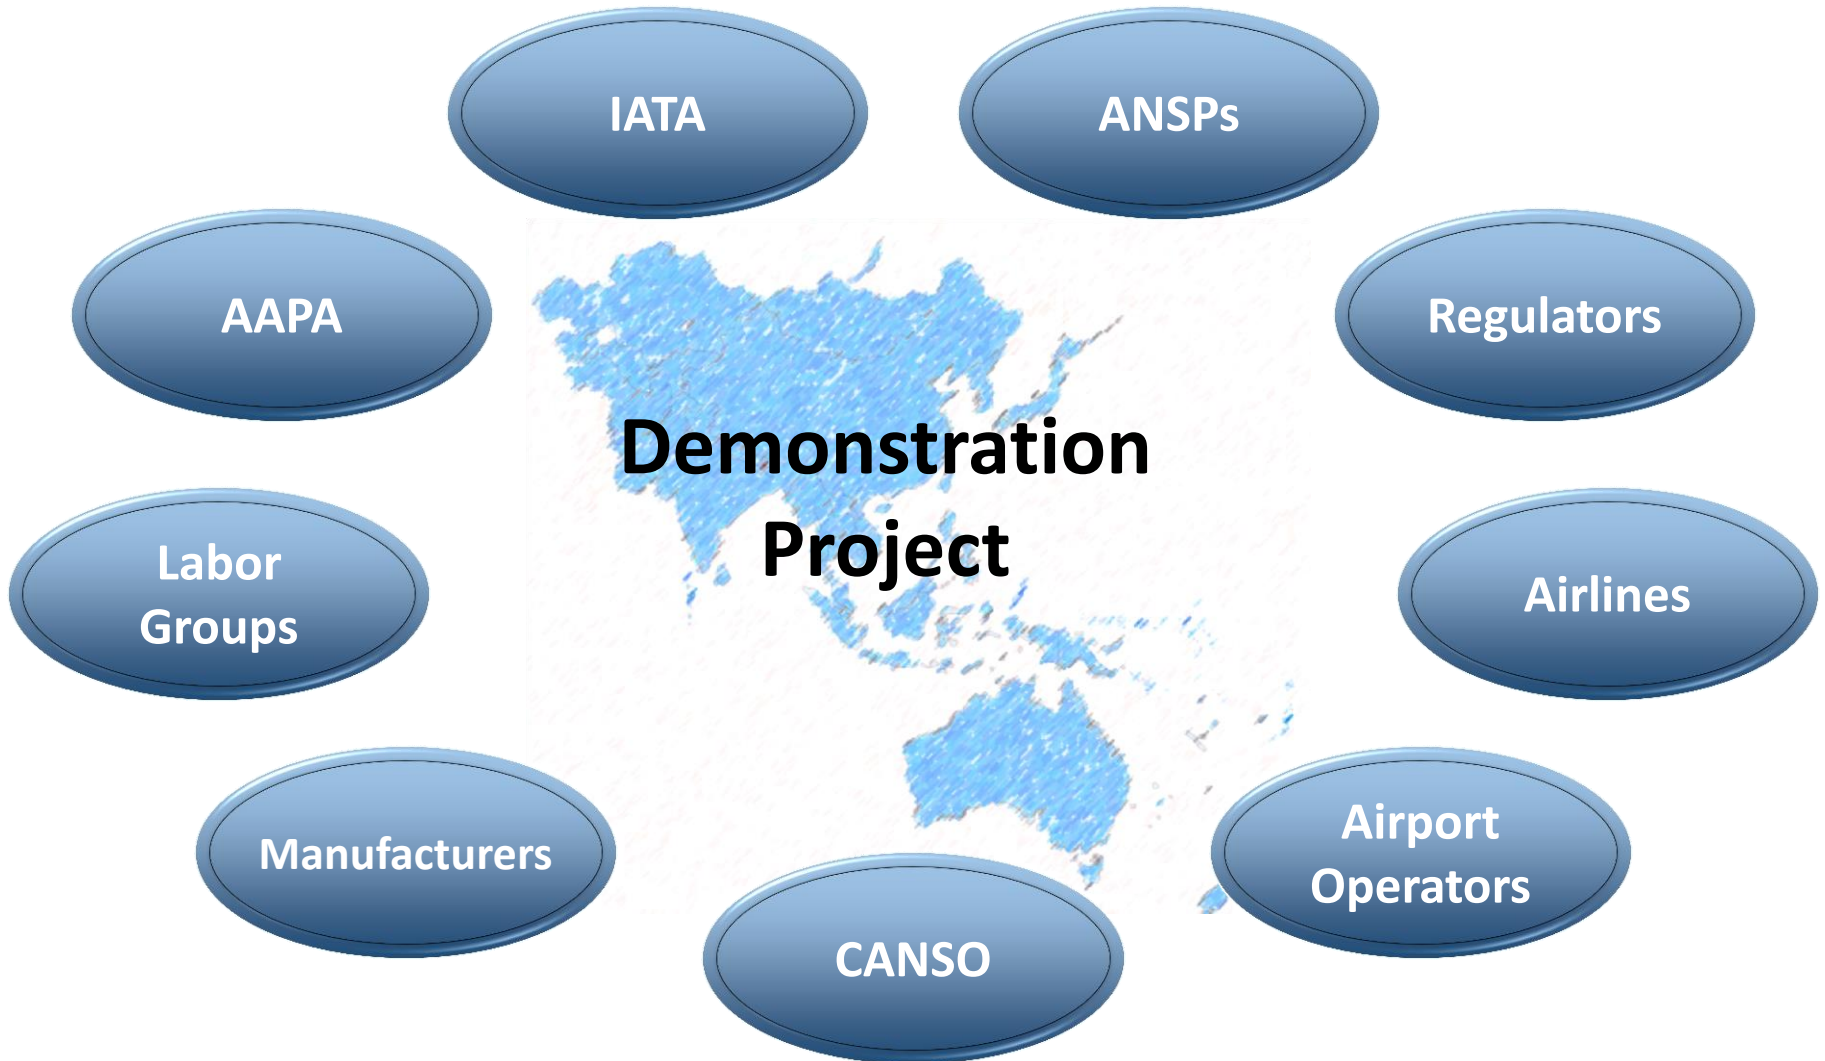 IATA
ANSPs
AAPA
Regulators
Demonstration
Project
Labor
Groups
Airlines
Manufacturers
Airport
Operators
CANSO